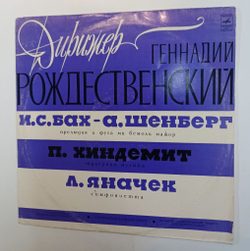 Дирижер
ГЕННАДИЙ
РОЖДЕСТВЕНСКИЙ
И.С.БАХ-А.ШЕНБЕРГ
прелюдия и фуга ми бемоль мажор
П. ХИНДЕМИТ
Л. ЯНАЧЕК
симфониетта